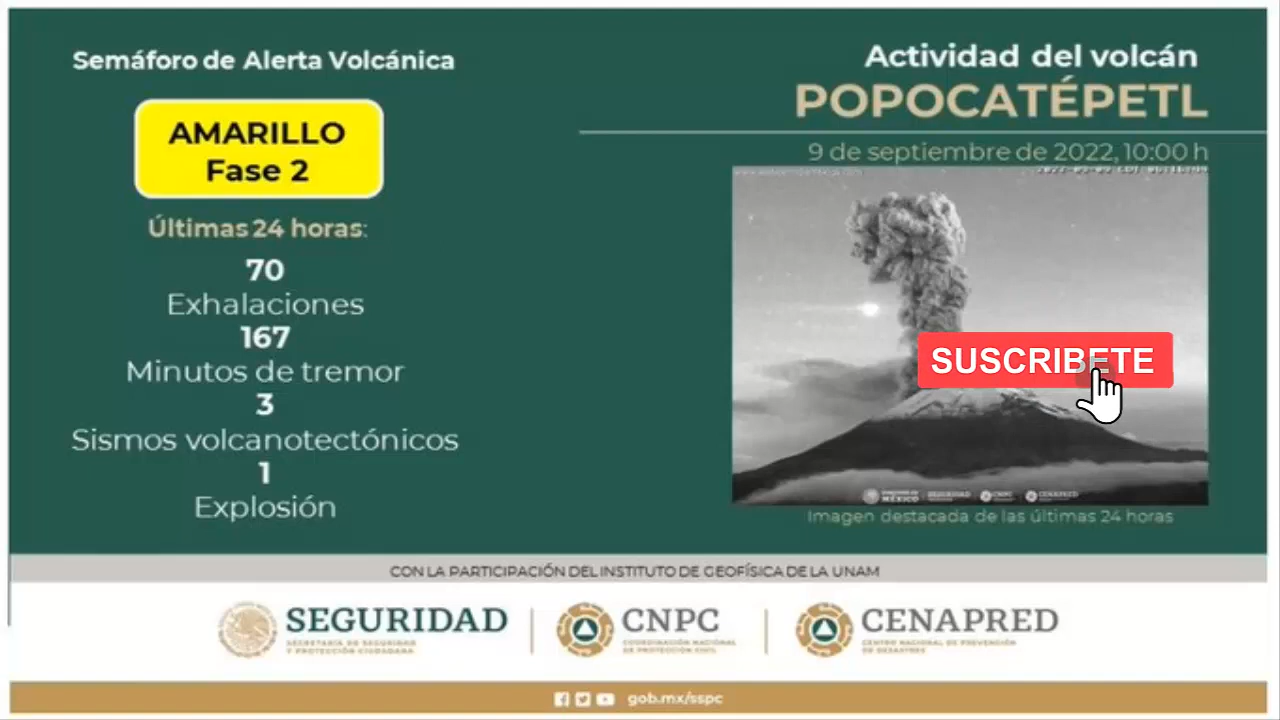 Semáforo de Alerta Volcánica
AMARILLO
Fase 2
Últimas 24 horas:
70
Exhalaciones
167
Minutos de tremor
3
Sismos volcanotectónicos
1
Explosión
Actividad del volcán
POPOCATÉPETL
9 de septiembre de 2022, 10:00 h
SUSCRIBETE
Imagen destacada de las últimas 24 horas
CON LA PARTICIPACIÓN DEL INSTITUTO DE GEOFÍSICA DE LA UNAM
SEGURIDAD
SECRETARÍA DE SEGURIDAD
Y PROTECCIÓN CIUDADANA
CNPC
COORDINACIÓN NACIONAL
DE PROTECCIÓN CIVIL
CENAPRED
CENTRO NACIONAL DE PREVENCIÓN
DE DESASTRES
gob.mx/sspc